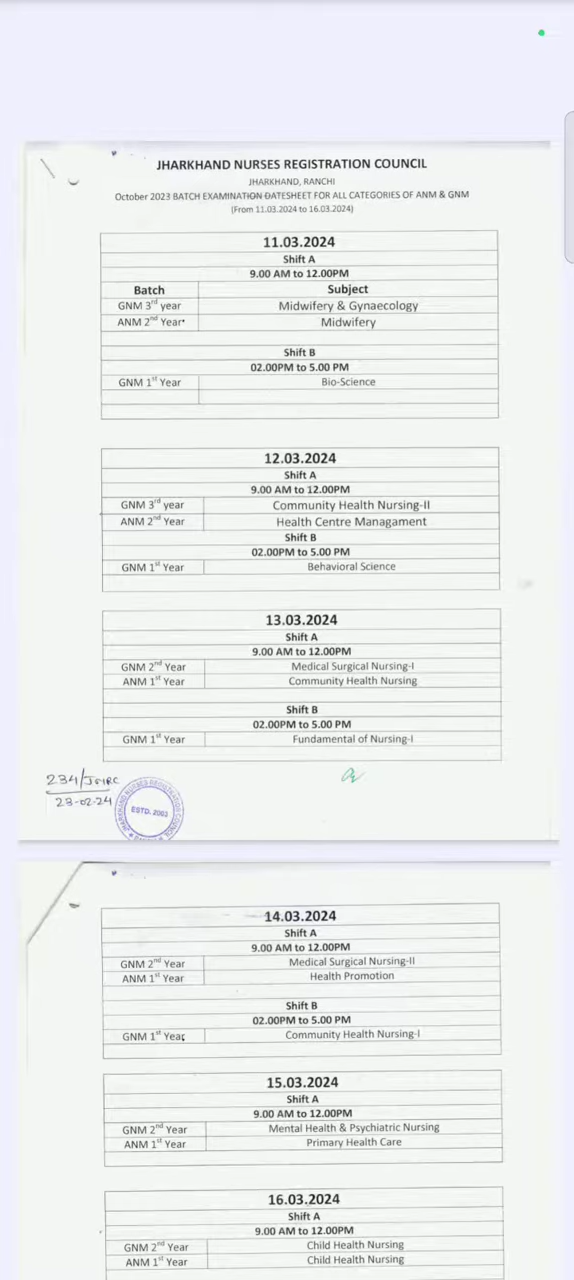 JHARKHAND NURSES REGISTRATION COUNCIL
JHARKHAND, RANCHI
October 2023 BATCH EXAMINATION DATESHEET FOR ALL CATEGORIES OF ANM & GNM
(From 11.03.2024 to 16.03.2024)
11.03.2024
Shift A
9.00 AM to 12.00PM
Batch Subject
GNM 3rd year Midwifery & Gynaecology
ANM 2nd Year Midwifery
Shift B
02.00PM to 5.00 PM
GNM 1st Year Bio-Science
12.03.2024
Shift A
9.00 AM to 12.00PM
GNM 3rd year Community Health Nursing-II
ANM 2nd Year Health Centre Managament
Shift B
02.00PM to 5.00 PM
GNM 1st Year Behavioral Science
13.03.2024
Shift A
9.00 AM to 12.00PM
GNM 2nd Year Medical Surgical Nursing-I
ANM 1st Year Community Health Nursing
Shift B
02.00PM to 5.00 PM
GNM 1st Year Fundamental of Nursing-I
234/JNRC
23-02-24
JHARKHAND NURSES REGISTRATION COUNCIL
ESTD. 2003
14.03.2024
Shift A
9.00 AM to 12.00PM
GNM 2nd Year Medical Surgical Nursing-II
ANM 1st Year Health Promotion
Shift B
02.00PM to 5.00 PM
GNM 1st Year Community Health Nursing-I
15.03.2024
Shift A
9.00 AM to 12.00PM
GNM 2nd Year Mental Health & Psychiatric Nursing
ANM 1st Year Primary Health Care
16.03.2024
Shift A
9.00 AM to 12.00PM
GNM 2nd Year Child Health Nursing
ANM 1st Year Child Health Nursing